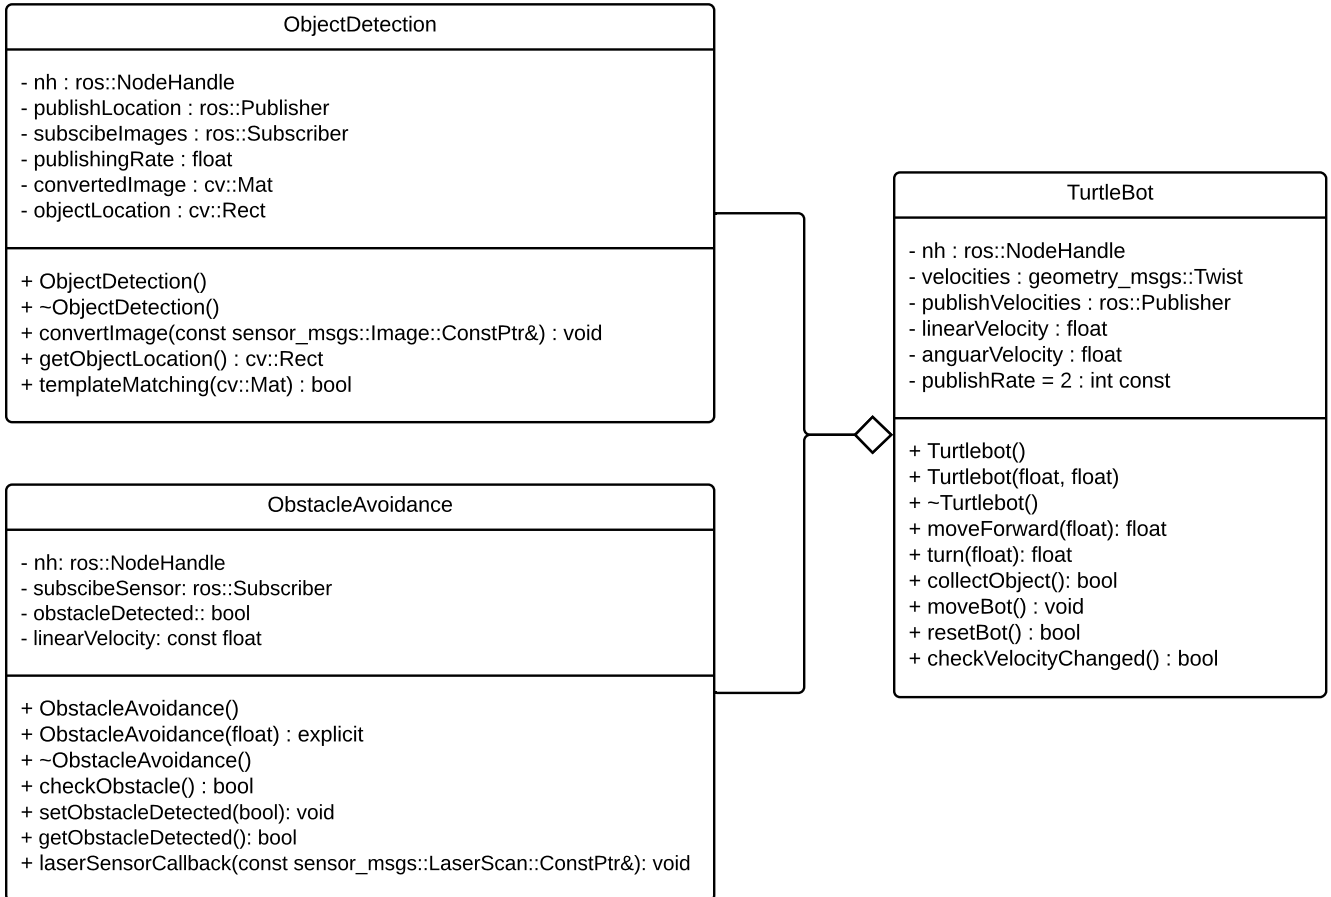 ObjectDetection
- nh : ros::NodeHandle
- publishLocation : ros::Publisher
- subscibeImages : ros::Subscriber
- publishingRate : float
- convertedImage : cv::Mat
- objectLocation : cv::Rect
+ ObjectDetection()
+ ~ObjectDetection()
+ convertImage(const sensor_msgs::Image::ConstPtr&) : void
+ getObjectLocation() : cv::Rect
+ templateMatching(cv::Mat) : bool
ObstacleAvoidance
- nh: ros::NodeHandle
- subscibeSensor: ros::Subscriber
- obstacleDetected:: bool
- linearVelocity: const float
+ ObstacleAvoidance()
+ ObstacleAvoidance(float) : explicit
+ ~ObstacleAvoidance()
+ checkObstacle() : bool
+ setObstacleDetected(bool): void
+ getObstacleDetected(): bool
+ laserSensorCallback(const sensor_msgs::LaserScan::ConstPtr&): void
TurtleBot
- nh : ros::NodeHandle
- velocities : geometry_msgs::Twist
- publishVelocities : ros::Publisher
- linearVelocity : float
- anguarVelocity : float
- publishRate = 2 : int const
+ Turtlebot()
+ Turtlebot(float, float)
+ ~Turtlebot()
+ moveForward(float): float
+ turn(float): float
+ collectObject(): bool
+ moveBot() : void
+ resetBot() : bool
+ checkVelocityChanged() : bool